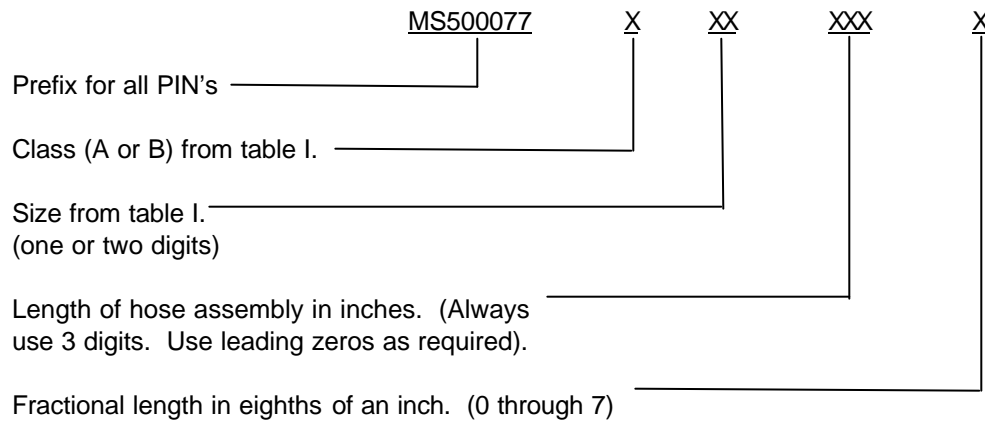 MS500077 X XX XXX X
Prefix for all PIN's
Class (A or B) from table I.
Size from table I.
(one or two digits)
Length of hose assembly in inches. (Always
use 3 digits. Use leading zeros as required).
Fractional length in eighths of an inch. (0 through 7)